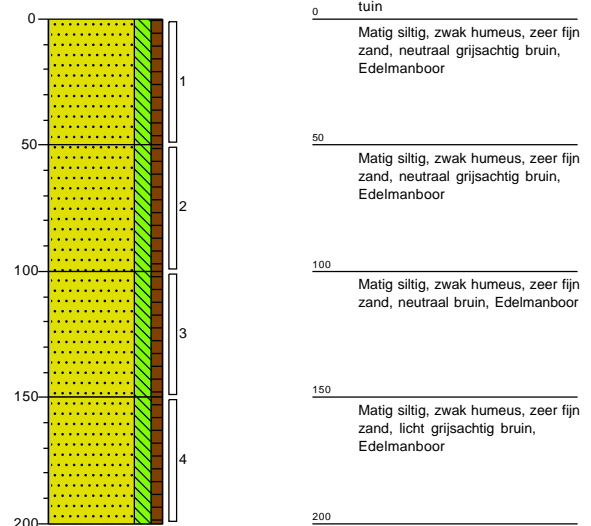 0
50
100
150
200
1
2
3
4
0
tuin
Matig siltig, zwak humeus, zeer fijn
zand, neutraal grijsachtig bruin,
Edelmanboor
50
Matig siltig, zwak humeus, zeer fijn
zand, neutraal grijsachtig bruin,
Edelmanboor
100
Matig siltig, zwak humeus, zeer fijn
zand, neutraal bruin, Edelmanboor
150
Matig siltig, zwak humeus, zeer fijn
zand, licht grijsachtig bruin,
Edelmanboor
200